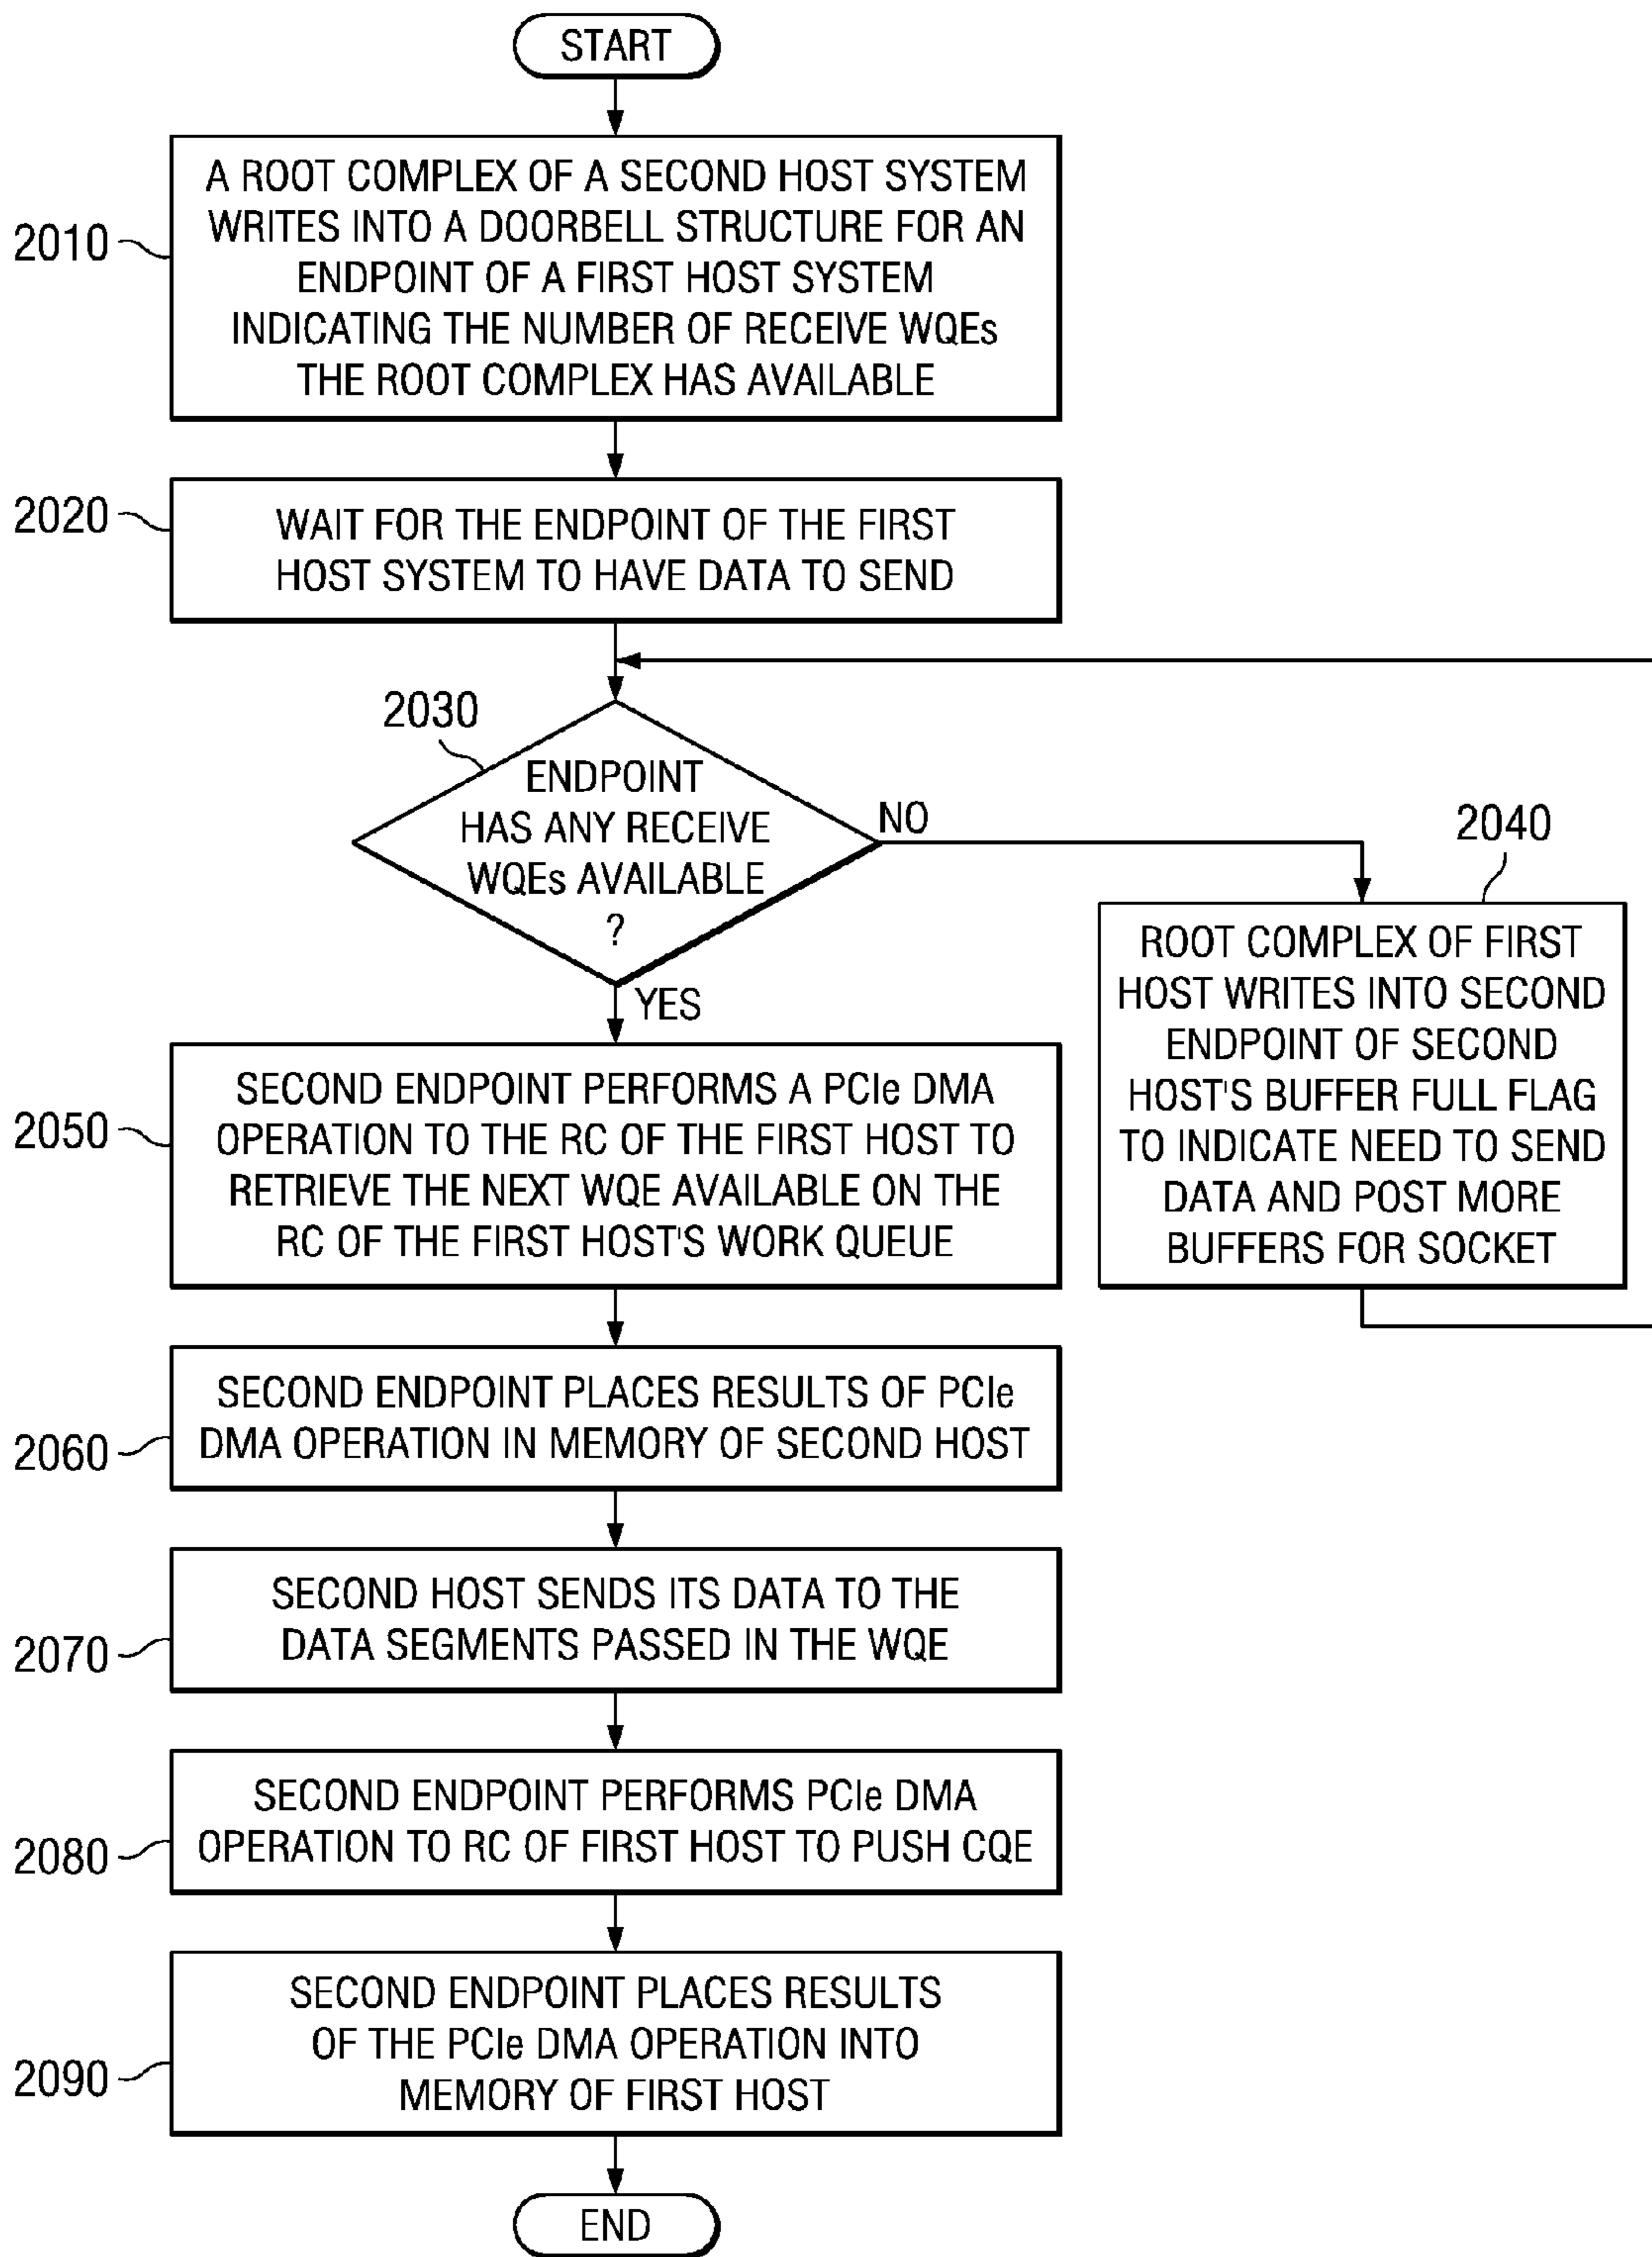 START
2010
A ROOT COMPLEX OF A SECOND HOST SYSTEM
WRITES INTO A DOORBELL STRUCTURE FOR AN
ENDPOINT OF A FIRST HOST SYSTEM
INDICATING THE NUMBER OF RECEIVE WQEs
THE ROOT COMPLEX HAS AVAILABLE
2020
WAIT FOR THE ENDPOINT OF THE FIRST
HOST SYSTEM TO HAVE DATA TO SEND
2030
ENDPOINT
HAS ANY RECEIVE
WQEs AVAILABLE
?
NO
YES
2040
ROOT COMPLEX OF FIRST
HOST WRITES INTO SECOND
ENDPOINT OF SECOND
HOST'S BUFFER FULL FLAG
TO INDICATE NEED TO SEND
DATA AND POST MORE
BUFFERS FOR SOCKET
2050
SECOND ENDPOINT PERFORMS A PCIe DMA
OPERATION TO THE RC OF THE FIRST HOST TO
RETRIEVE THE NEXT WQE AVAILABLE ON THE
RC OF THE FIRST HOST'S WORK QUEUE
2060
SECOND ENDPOINT PLACES RESULTS OF PCIe
DMA OPERATION IN MEMORY OF SECOND HOST
2070
SECOND HOST SENDS ITS DATA TO THE
DATA SEGMENTS PASSED IN THE WQE
2080
SECOND ENDPOINT PERFORMS PCIe DMA
OPERATION TO RC OF FIRST HOST TO PUSH CQE
2090
SECOND ENDPOINT PLACES RESULTS
OF THE PCIe DMA OPERATION INTO
MEMORY OF FIRST HOST
END